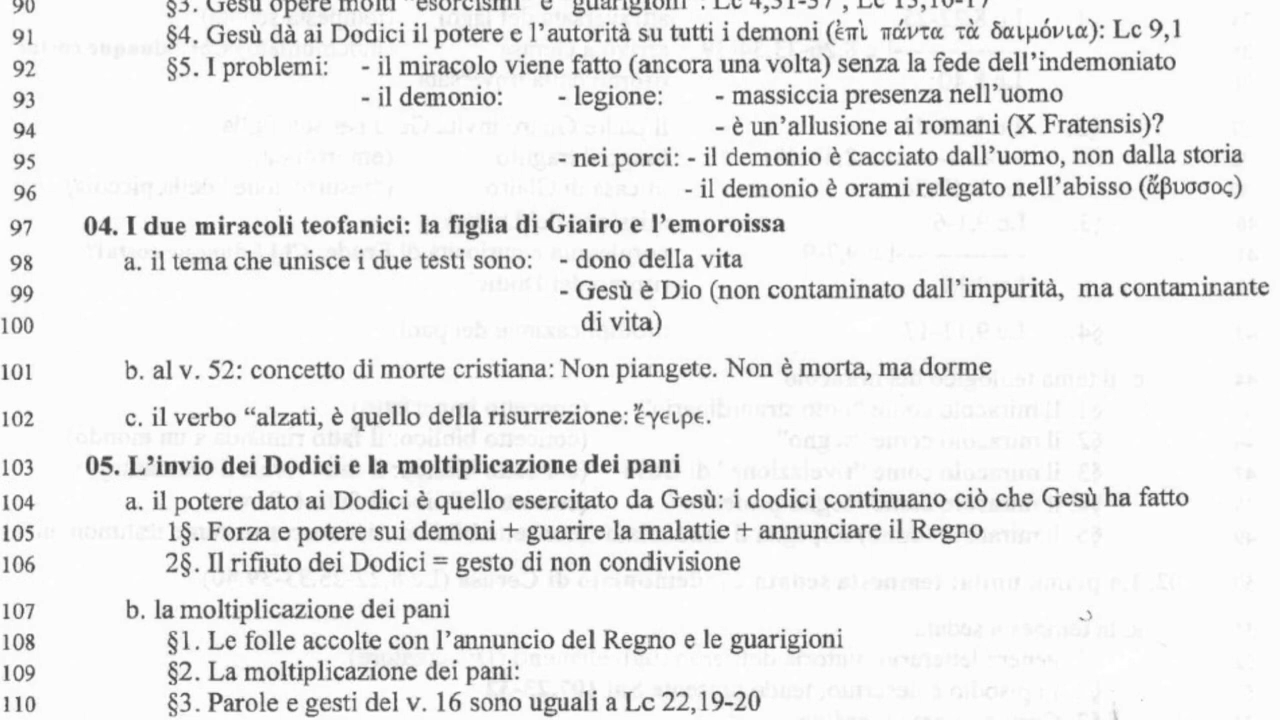 90 §3. Gesù opera molti "esorcismi" e "guarigioni": Lc 4,31-37; Lc 13,10-17
91 §4. Gesù dà ai Dodici il potere e l'autorità su tutti i demoni (ἐπὶ πάντα τὰ δαιμόνια): Lc 9,1
92 §5. I problemi: - il miracolo viene fatto (ancora una volta) senza la fede dell'indemoniato
93 - il demonio: - legione: - massiccia presenza nell'uomo
94 - è un'allusione ai romani (X Fratensis)?
95 - nei porci: - il demonio è cacciato dall'uomo, non dalla storia
96 - il demonio è orami relegato nell'abisso (ἄβυσσος)
97 04. I due miracoli teofanici: la figlia di Giairo e l'emoroissa
98 a. il tema che unisce i due testi sono: - dono della vita
99 - Gesù è Dio (non contaminato dall'impurità, ma contaminante
100 di vita)
101 b. al v. 52: concetto di morte cristiana: Non piangete. Non è morta, ma dorme
102 c. il verbo "alzati, è quello della risurrezione: ἔγειρε.
103 05. L'invio dei Dodici e la moltiplicazione dei pani
104 a. il potere dato ai Dodici è quello esercitato da Gesù: i dodici continuano ciò che Gesù ha fatto
105 1§. Forza e potere sui demoni + guarire la malattie + annunciare il Regno
106 2§. Il rifiuto dei Dodici = gesto di non condivisione
107 b. la moltiplicazione dei pani
108 §1. Le folle accolte con l'annuncio del Regno e le guarigioni
109 §2. La moltiplicazione dei pani:
110 §3. Parole e gesti del v. 16 sono uguali a Lc 22,19-20